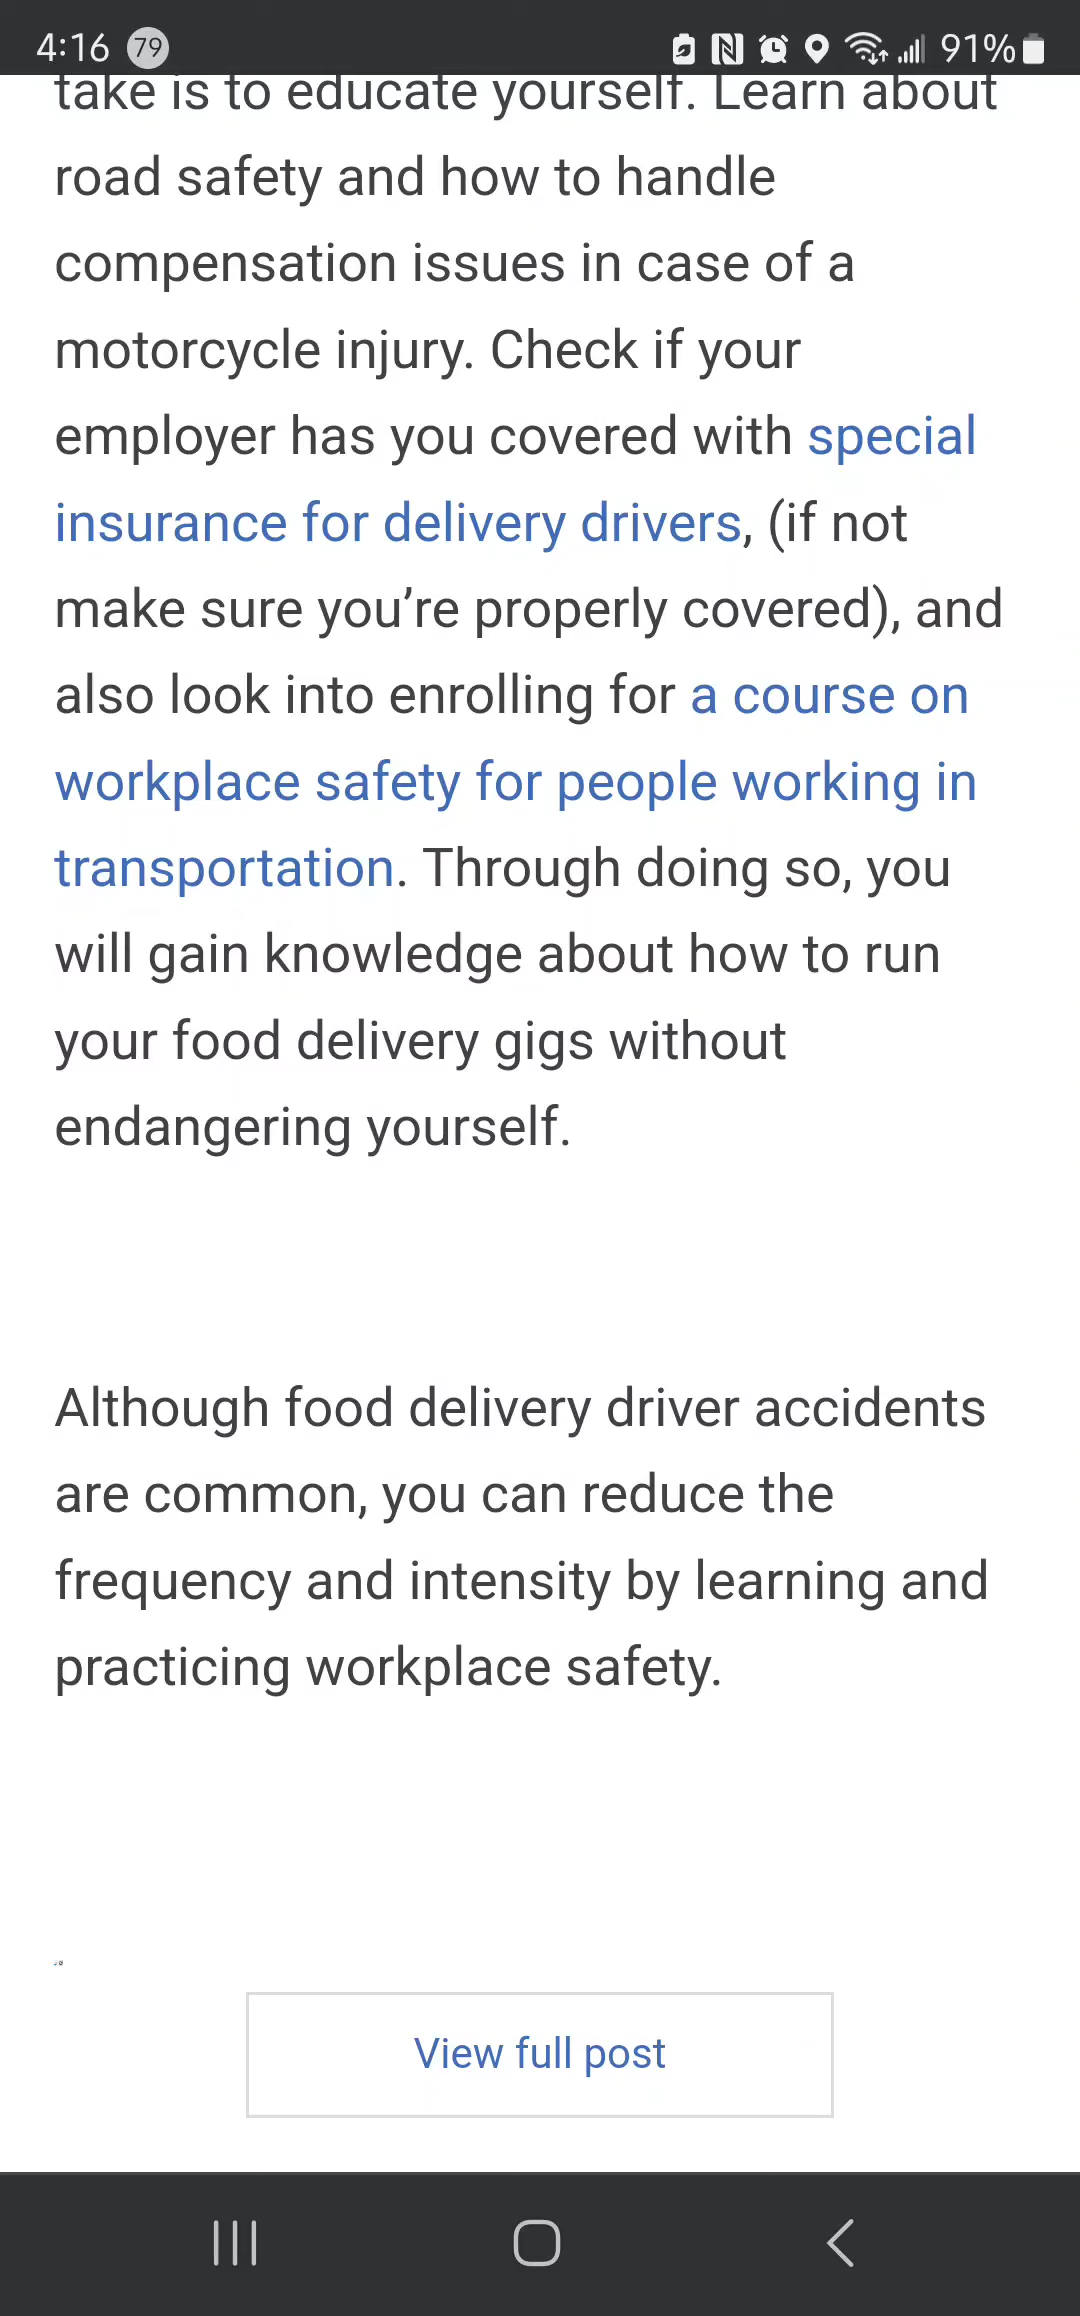 4:16 79 91%
take is to educate yourself. Learn about
road safety and how to handle
compensation issues in case of a
motorcycle injury. Check if your
employer has you covered with special
insurance for delivery drivers, (if not
make sure you’re properly covered), and
also look into enrolling for a course on
workplace safety for people working in
transportation. Through doing so, you
will gain knowledge about how to run
your food delivery gigs without
endangering yourself.
Although food delivery driver accidents
are common, you can reduce the
frequency and intensity by learning and
practicing workplace safety.
View full post